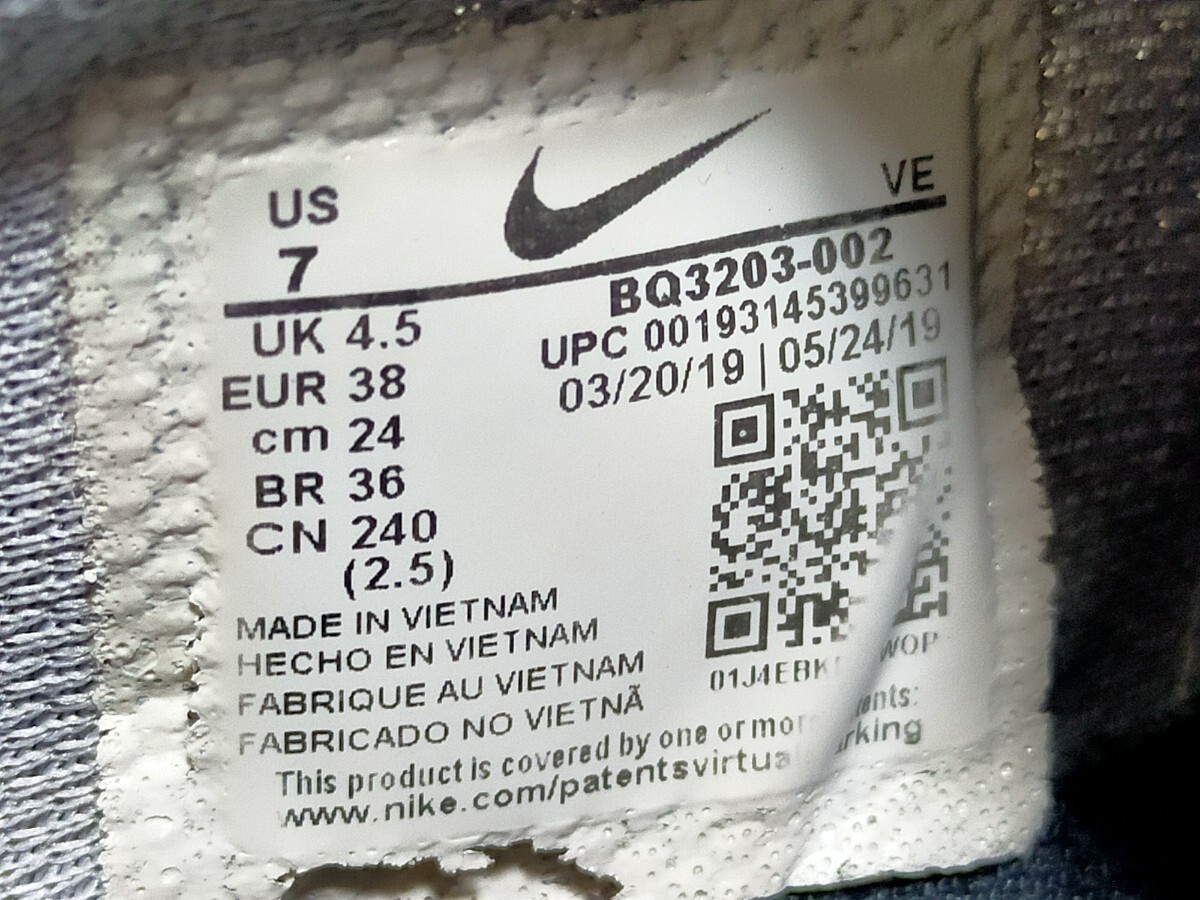 US
7
VE
UK 4.5
EUR 38
cm 24
BR 36
CN 240
(2.5)
BQ3203-002
UPC 00193145399631
03/20/19 | 05/24/19
MADE IN VIETNAM
HECHO EN VIETNAM
FABRIQUE AU VIETNAM
FABRICADO NO VIETNÃ
This product is covered by one or more
www.nike.com/patentsvirtua